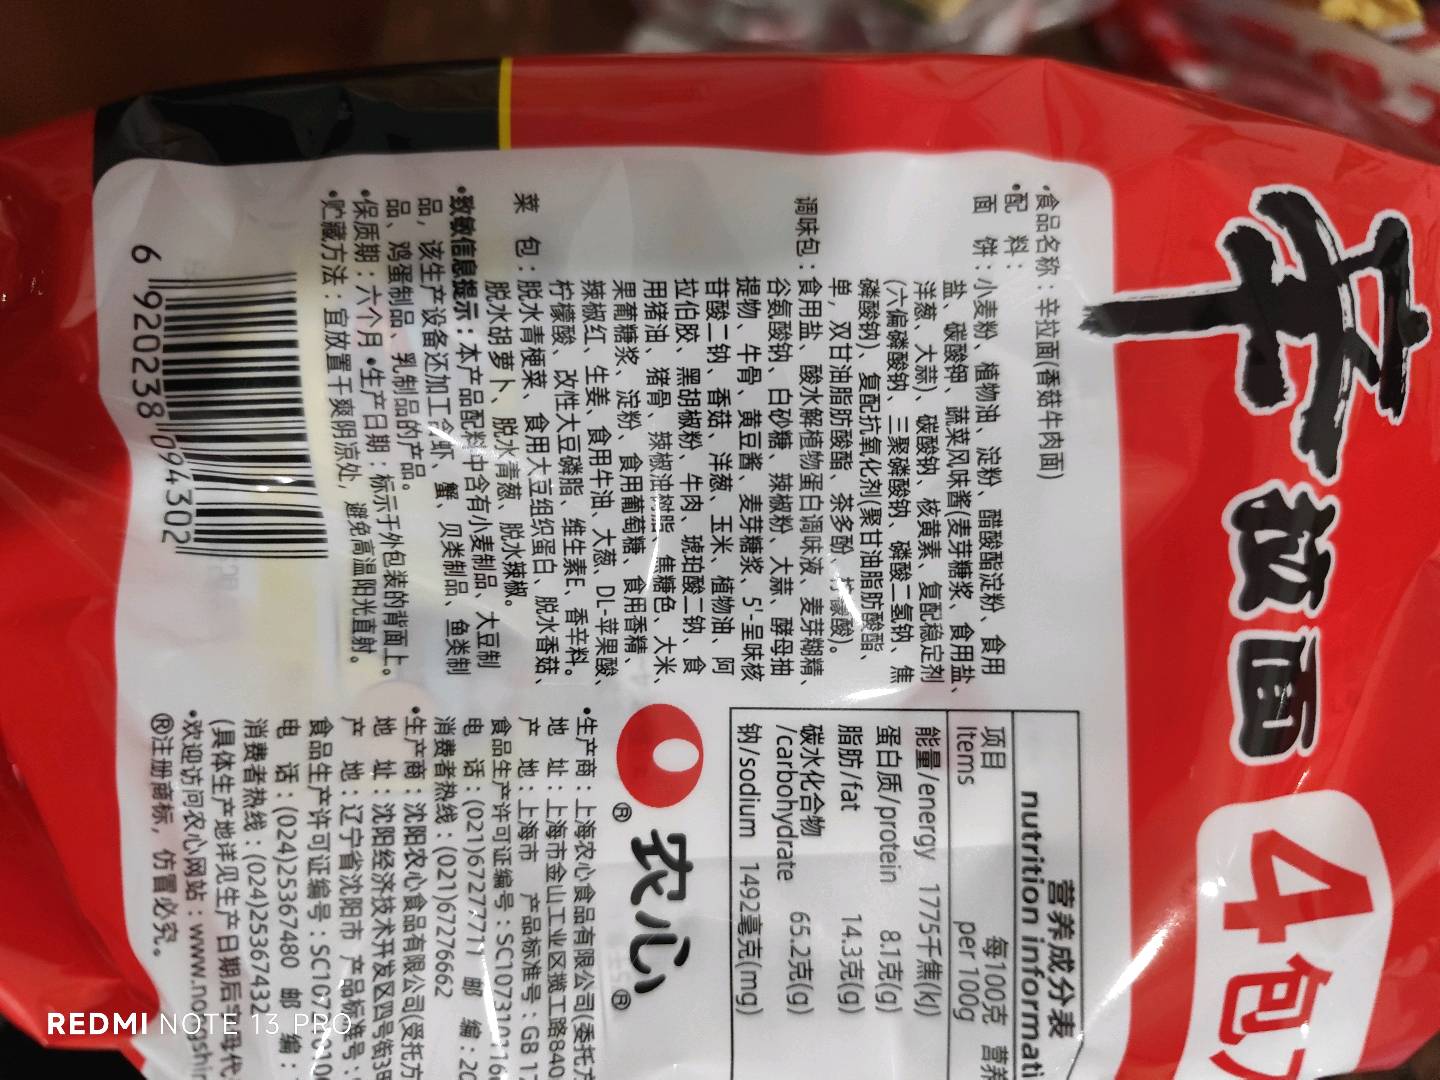 辛拉面
4包入
•食品名称：辛拉面(香菇牛肉面)
•配 料：
面 饼：小麦粉、植物油、淀粉、醋酸酯淀粉、食用
盐、碳酸钾、蔬菜风味酱(麦芽糖浆、食用盐、
洋葱、大蒜)、碳酸钠、核黄素、复配稳定剂
(六偏磷酸钠、三聚磷酸钠、磷酸二氢钠、焦
磷酸钠)、复配抗氧化剂(聚甘油脂肪酸酯、
单，双甘油脂肪酸酯、茶多酚、柠檬酸)。
调味包：食用盐、酸水解植物蛋白调味液、麦芽糊精、
谷氨酸钠、白砂糖、辣椒粉、大蒜、酵母抽
提物、牛骨、黄豆酱、麦芽糖浆、5'-呈味核
苷酸二钠、香菇、洋葱、玉米、植物油、阿
拉伯胶、黑胡椒粉、牛肉、琥珀酸二钠、食
用猪油、猪骨、辣椒油树脂、焦糖色、大米、
果葡糖浆、淀粉、食用葡萄糖、食用香精、
辣椒红、生姜、食用牛油、大葱、DL-苹果酸、
柠檬酸、改性大豆磷脂、维生素E、香辛料。
菜 包：脱水青梗菜、食用大豆组织蛋白、脱水香菇、
脱水胡萝卜、脱水青葱、脱水辣椒。
•致敏信息提示：本产品配料中含有小麦制品、大豆制
品，该生产设备还加工含虾、蟹、贝类制品、鱼类制
品、鸡蛋制品、乳制品的产品。
•保质期：六个月 •生产日期：标示于外包装的背面上。
•贮藏方法：宜放置干爽阴凉处，避免高温阳光直射。
6 920238 094302
营养成分表
nutrition informati
项目 每100克 营养
Items per 100g
能量/energy 1775千焦(kJ)
蛋白质/protein 8.1克(g)
脂肪/fat 14.3克(g)
碳水化合物
/carbohydrate 65.2克(g)
钠/sodium 1492毫克(mg)
农心
®
®
•生产商：上海农心食品有限公司(委托方
地 址：上海市金山工业区揽工路840
产 地：上海市 产品标准号：GB 17
食品生产许可证编号：SC107310116
电 话：(021)67277711 邮 编：20
消费者热线：(021)67276662
•生产商：沈阳农心食品有限公司(受托方
地 址：沈阳经济技术开发区四号街3
产 地：辽宁省沈阳市 产品标准号：
食品生产许可证编号：SC10721010
电 话：(024)25367480 邮 编：
消费者热线：(024)2536743
(具体生产地详见生产日期后字母代
•欢迎访问农心网站：www.nongshi
®注册商标，仿冒必究。
REDMI NOTE 13 PRO